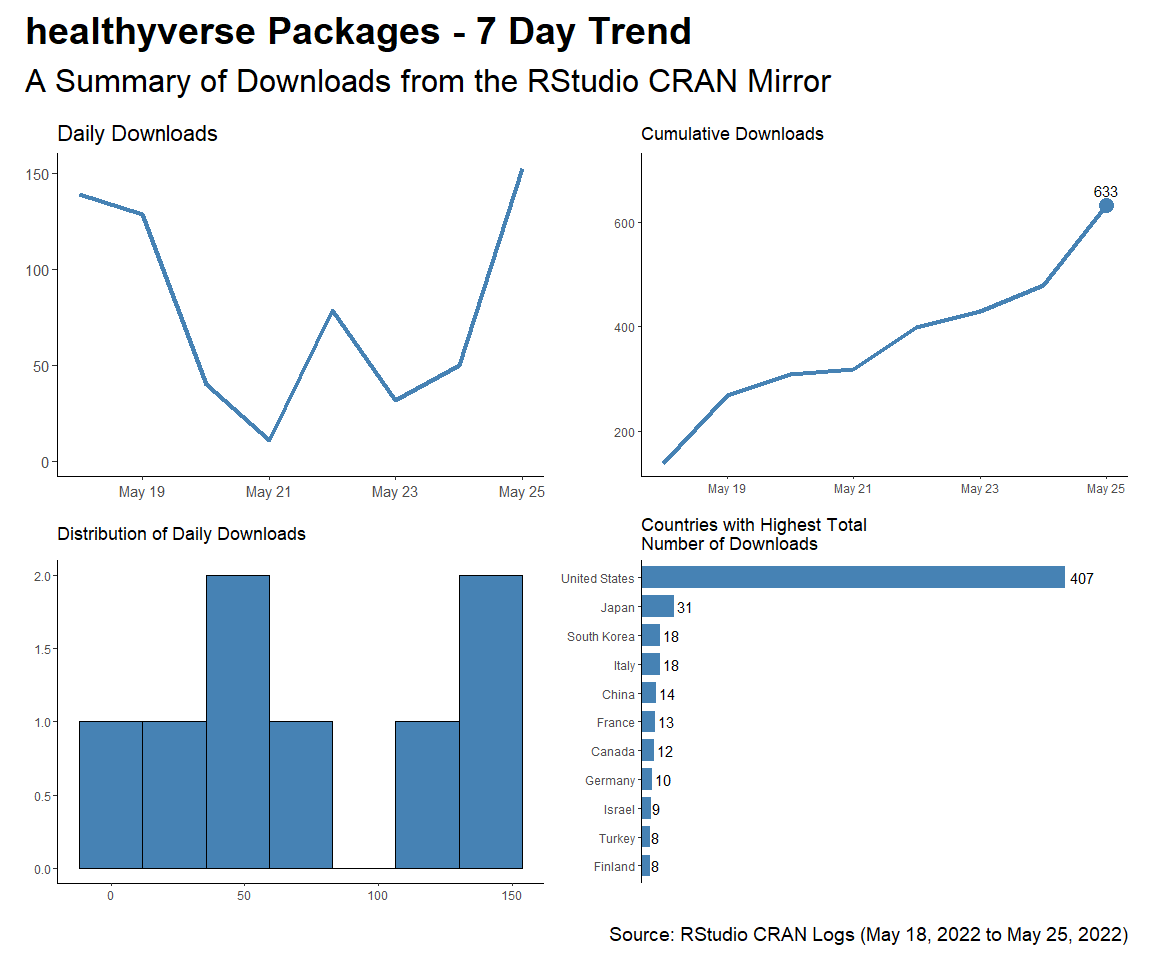 healthyverse Packages - 7 Day Trend
A Summary of Downloads from the RStudio CRAN Mirror
Daily Downloads
150
100
50
0
May 19 May 21 May 23 May 25
Cumulative Downloads
633
600
400
200
May 19 May 21 May 23 May 25
Distribution of Daily Downloads
2.0
1.5
1.0
0.5
0.0
0 50 100 150
Countries with Highest Total
Number of Downloads
United States 407
Japan 31
South Korea 18
Italy 18
China 14
France 13
Canada 12
Germany 10
Israel 9
Turkey 8
Finland 8
Source: RStudio CRAN Logs (May 18, 2022 to May 25, 2022)